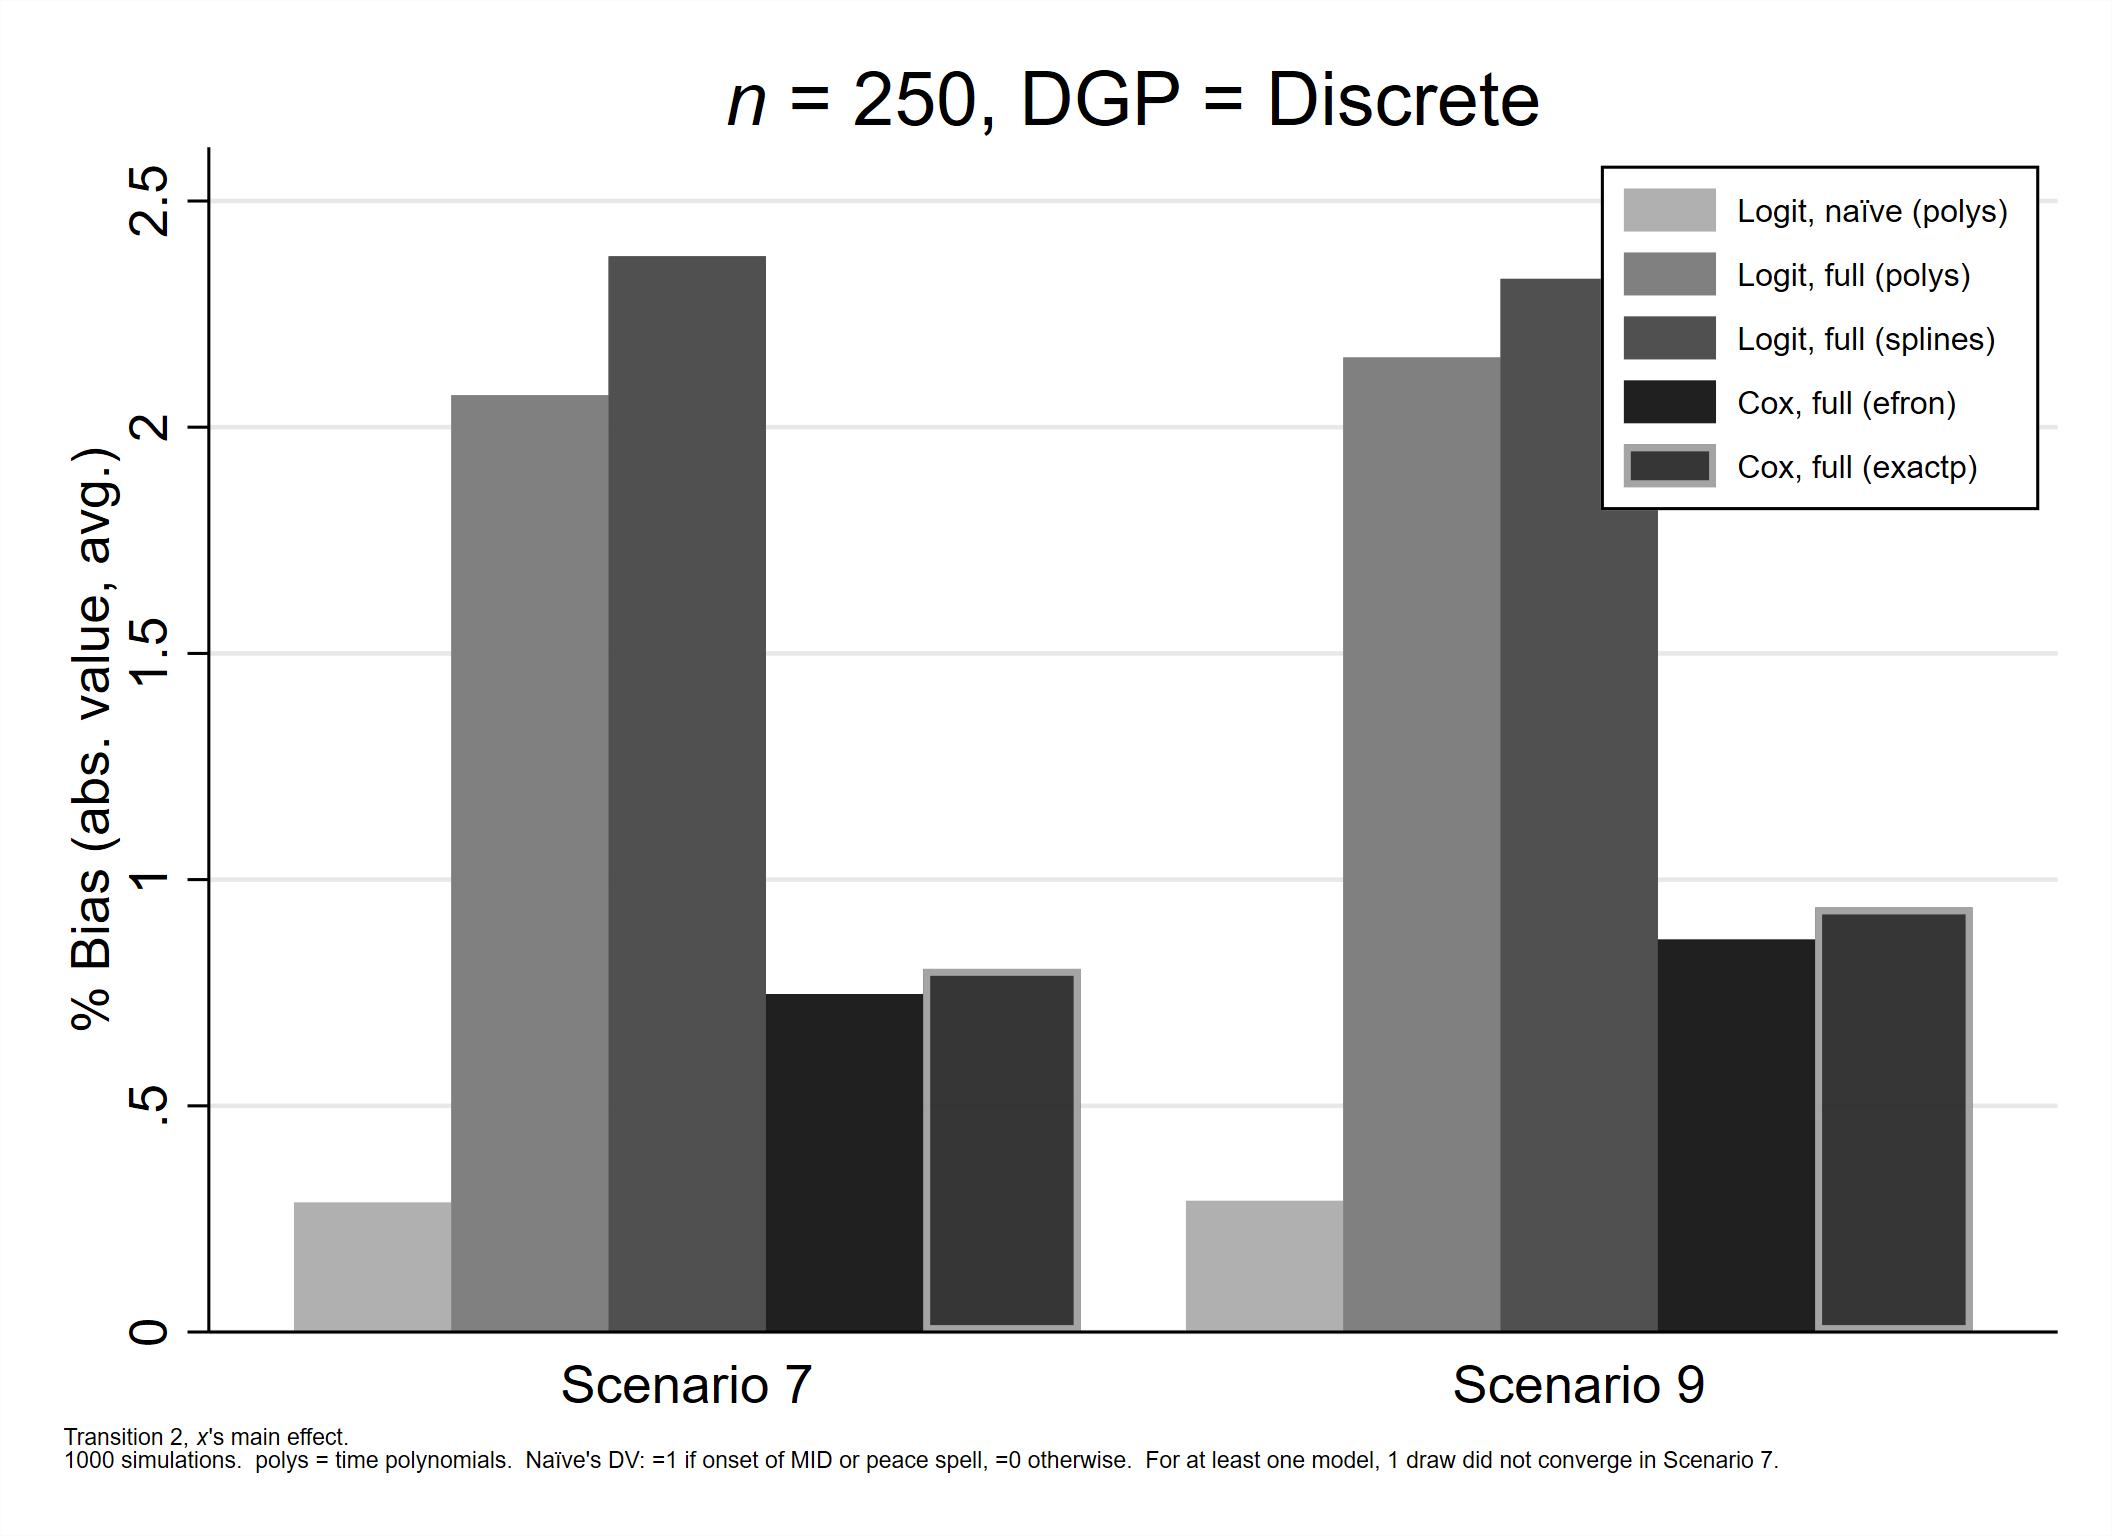 n = 250, DGP = Discrete
% Bias (abs. value, avg.)
2.5
2
1.5
1
.5
0
Logit, naïve (polys)
Logit, full (polys)
Logit, full (splines)
Cox, full (efron)
Cox, full (exactp)
Scenario 7
Scenario 9
Transition 2, x's main effect.
1000 simulations.  polys = time polynomials.  Naïve's DV: =1 if onset of MID or peace spell, =0 otherwise.  For at least one model, 1 draw did not converge in Scenario 7.